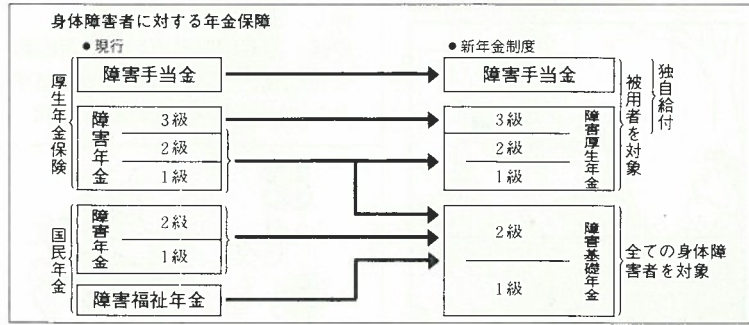 身体障害者に対する年金保障
●現行
厚生年金保険
障害手当金
障害年金
3級
2級
1級
国民年金
障害年金
2級
1級
障害福祉年金
●新年金制度
障害手当金
3級
2級
1級
障害厚生年金
被用者を対象
独自給付
2級
1級
障害基礎年金
全ての身体障
害者を対象